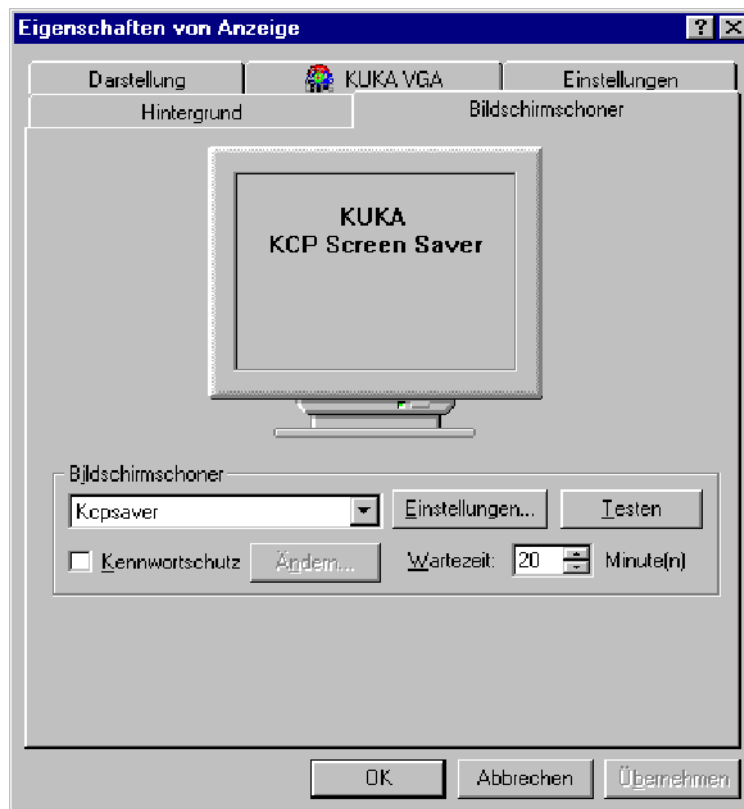 Eigenschaften von Anzeige
Darstellung KUKA VGA Einstellungen
Hintergrund Bildschirmschoner
KUKA
KCP Screen Saver
Bildschirmschoner
Kcpsaver Einstellungen... Testen
Kennwortschutz Ändern... Wartezeit: 20 Minute(n)
OK Abbrechen Übernehmen